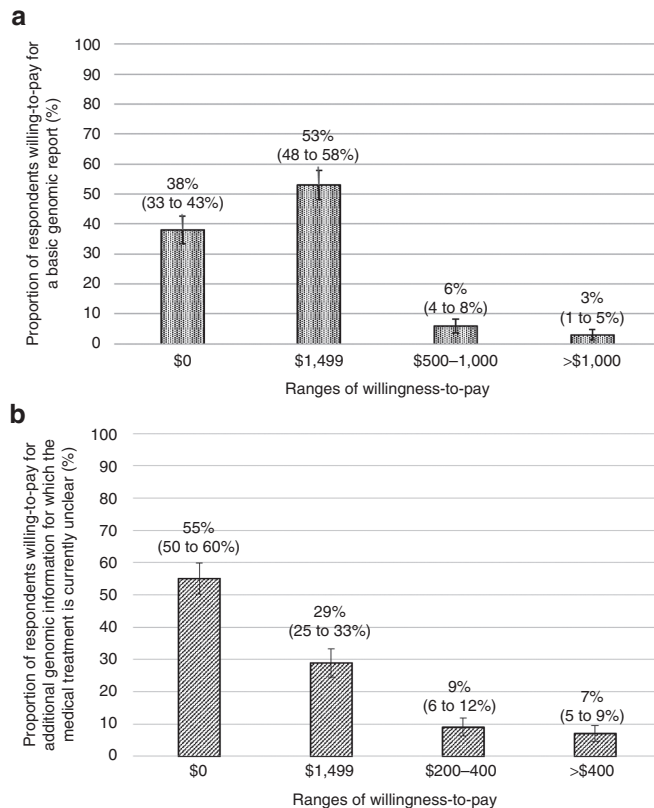 a
Proportion of respondents willing-to-pay for
a basic genomic report (%)
100
90
80
70
60
50
40
30
20
10
0
38%
(33 to 43%)
53%
(48 to 58%)
6%
(4 to 8%)
3%
(1 to 5%)
$0 $1,499 $500–1,000 >$1,000
Ranges of willingness-to-pay
b
Proportion of respondents willing-to-pay for
additional genomic information for which the
medical treatment is currently unclear (%)
100
90
80
70
60
50
40
30
20
10
0
55%
(50 to 60%)
29%
(25 to 33%)
9%
(6 to 12%)
7%
(5 to 9%)
$0 $1,499 $200–400 >$400
Ranges of willingness-to-pay